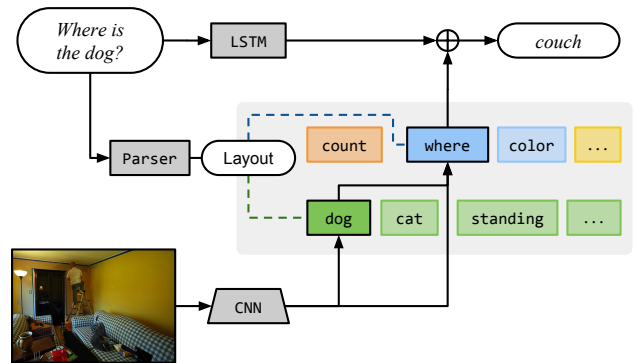 Where is
the dog?
LSTM
couch
Parser
Layout
count
where
color
...
dog
cat
standing
...
CNN